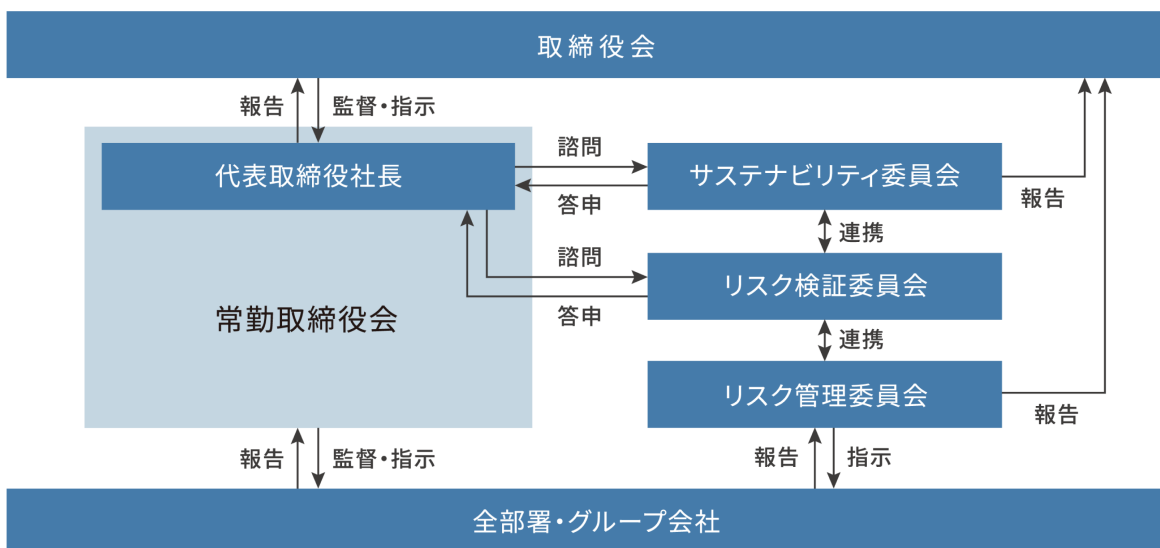 取締役会
報告
監督・指示
代表取締役社長
諮問
答申
サステナビリティ委員会
報告
連携
諮問
答申
リスク検証委員会
常勤取締役会
連携
リスク管理委員会
報告
報告
監督・指示
報告
指示
全部署・グループ会社